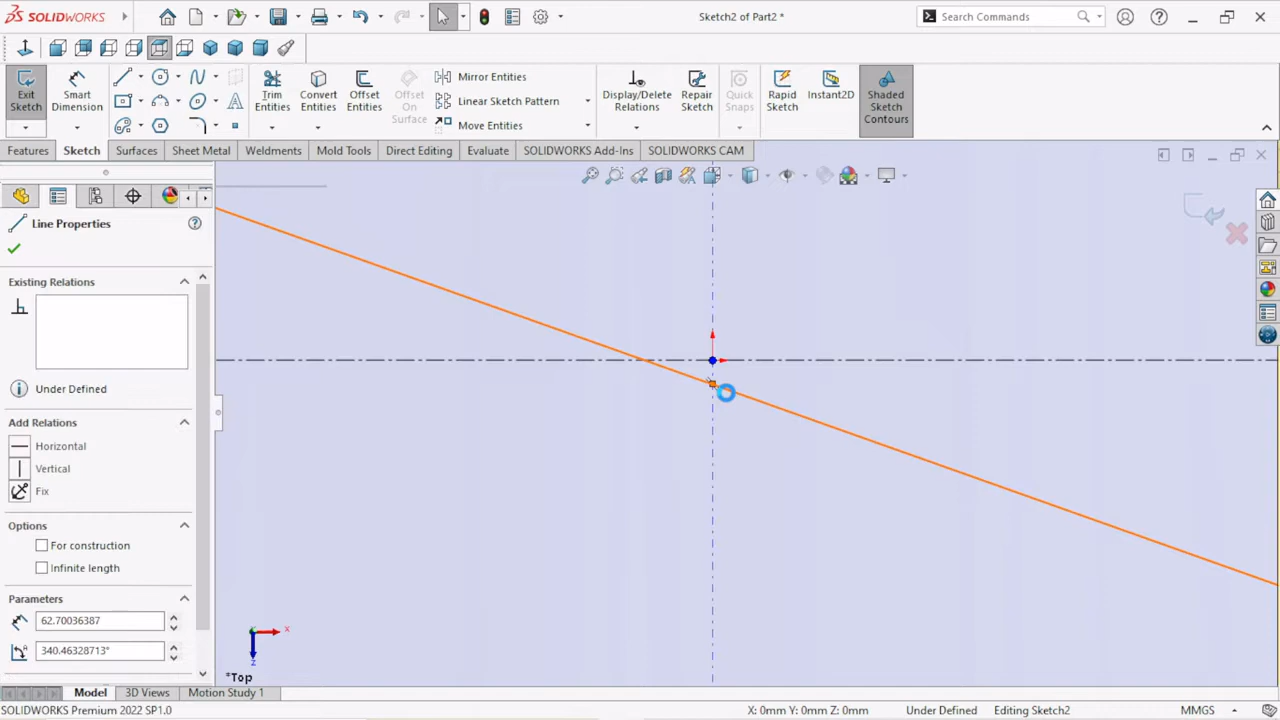 SOLIDWORKS
Sketch2 of Part2 *
Search Commands
Exit Sketch
Smart Dimension
Trim Entities
Convert Entities
Offset Entities
Offset On Surface
Mirror Entities
Linear Sketch Pattern
Move Entities
Display/Delete Relations
Repair Sketch
Quick Snaps
Rapid Sketch
Instant2D
Shaded Sketch Contours
Features Sketch Surfaces Sheet Metal Weldments Mold Tools Direct Editing Evaluate SOLIDWORKS Add-Ins SOLIDWORKS CAM
Line Properties
Existing Relations
Under Defined
Add Relations
Horizontal
Vertical
Fix
Options
For construction
Infinite length
Parameters
62.70036387
340.46328713°
x
z
*Top
Model 3D Views Motion Study 1
SOLIDWORKS Premium 2022 SP1.0 X: 0mm Y: 0mm Z: 0mm Under Defined Editing Sketch2 MMGS